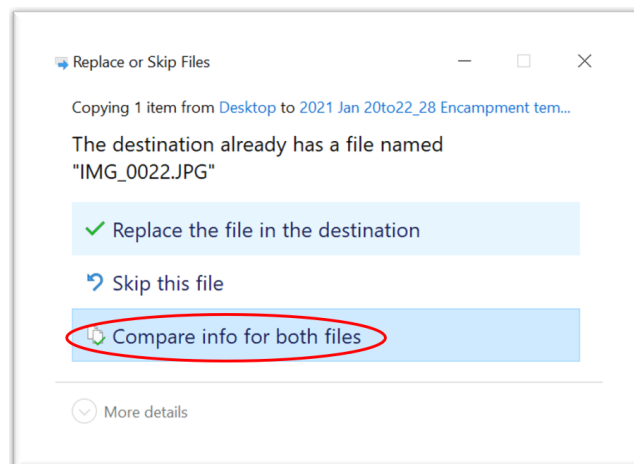 Replace or Skip Files
Copying 1 item from Desktop to 2021 Jan 20to22_28 Encampment tem...
The destination already has a file named
"IMG_0022.JPG"
Replace the file in the destination
Skip this file
Compare info for both files
More details